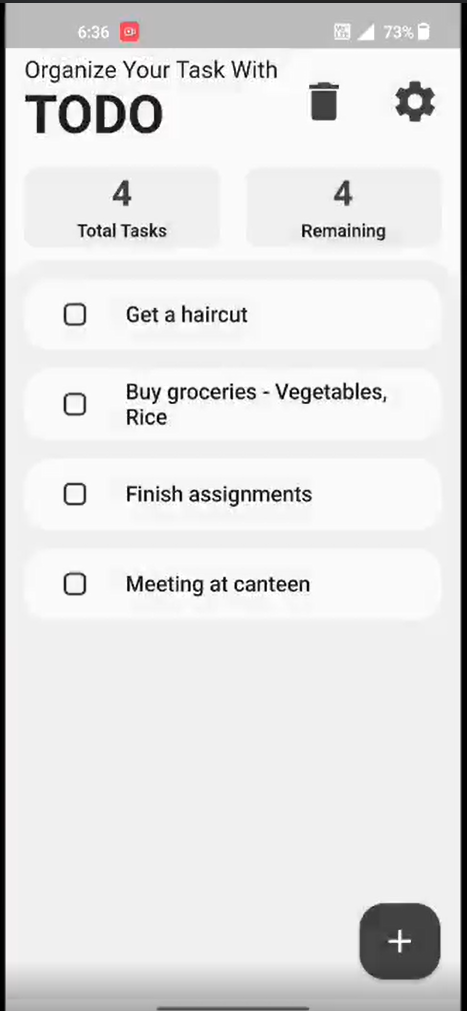 6:36
73%
Organize Your Task With
TODO
4
Total Tasks
4
Remaining
Get a haircut
Buy groceries - Vegetables,
Rice
Finish assignments
Meeting at canteen
+